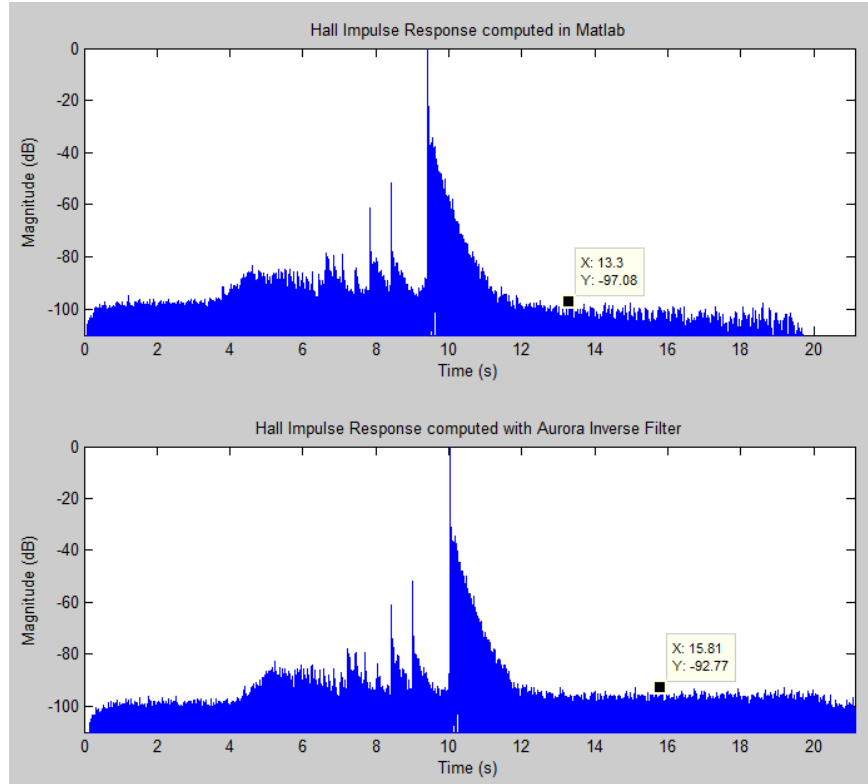 Hall Impulse Response computed in Matlab
0
-20
-40
-60
-80
-100
Magnitude (dB)
X: 13.3
Y: -97.08
0 2 4 6 8 10 12 14 16 18 20
Time (s)
Hall Impulse Response computed with Aurora Inverse Filter
0
-20
-40
-60
-80
-100
Magnitude (dB)
X: 15.81
Y: -92.77
0 2 4 6 8 10 12 14 16 18 20
Time (s)